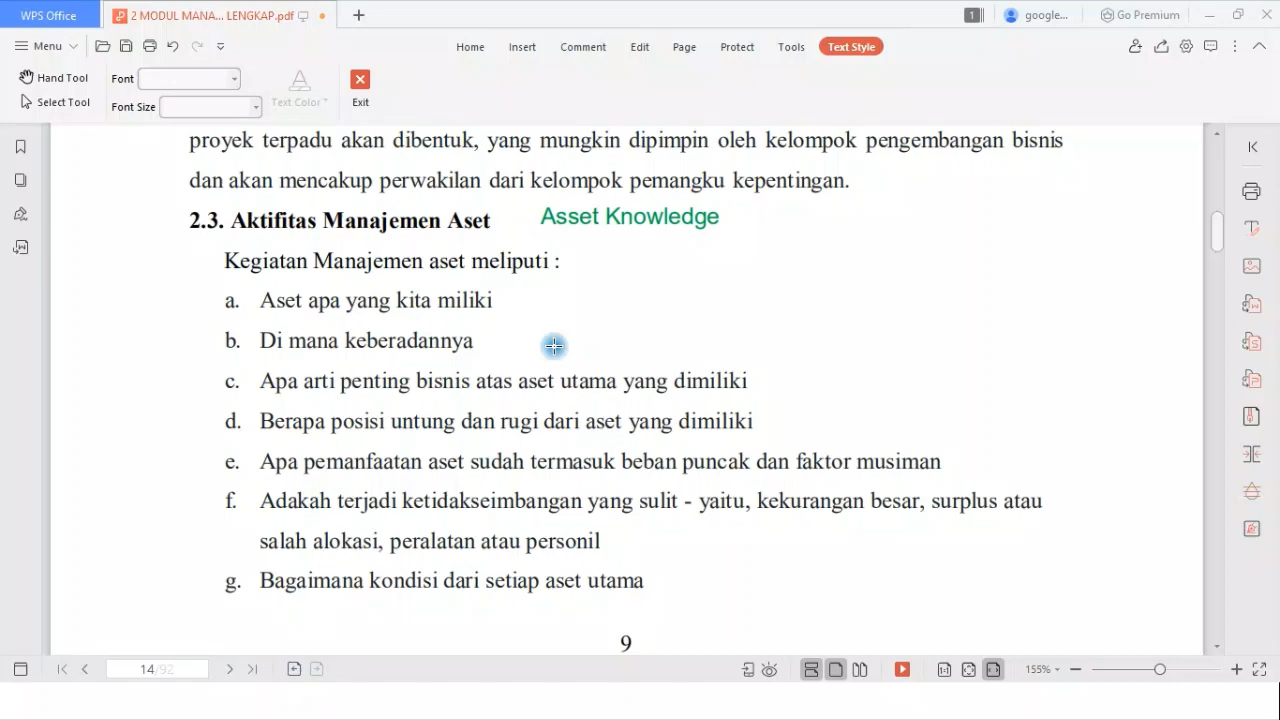 WPS Office
2 MODUL MANA... LENGKAP.pdf
1
google...
Go Premium
Menu
Home
Insert
Comment
Edit
Page
Protect
Tools
Text Style
Hand Tool
Select Tool
Font
Font Size
Text Color
Exit
proyek terpadu akan dibentuk, yang mungkin dipimpin oleh kelompok pengembangan bisnis
dan akan mencakup perwakilan dari kelompok pemangku kepentingan.
2.3. Aktifitas Manajemen Aset
Asset Knowledge
Kegiatan Manajemen aset meliputi :
a. Aset apa yang kita miliki
b. Di mana keberadannya
c. Apa arti penting bisnis atas aset utama yang dimiliki
d. Berapa posisi untung dan rugi dari aset yang dimiliki
e. Apa pemanfaatan aset sudah termasuk beban puncak dan faktor musiman
f. Adakah terjadi ketidakseimbangan yang sulit - yaitu, kekurangan besar, surplus atau
salah alokasi, peralatan atau personil
g. Bagaimana kondisi dari setiap aset utama
9
14/92
155%